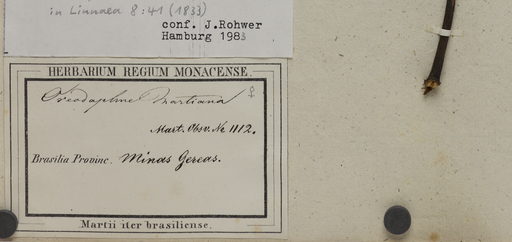 in Linnaea 8:41 (1833)
conf. J.Rohwer
Hamburg 1983
HERBARIUM REGIUM MONACENSE.
Oreodaphne Martiana ♀
Mart. Obsv. No 1112.
Brasilia Provinc. Minas Geraes.
Martii iter brasiliense.